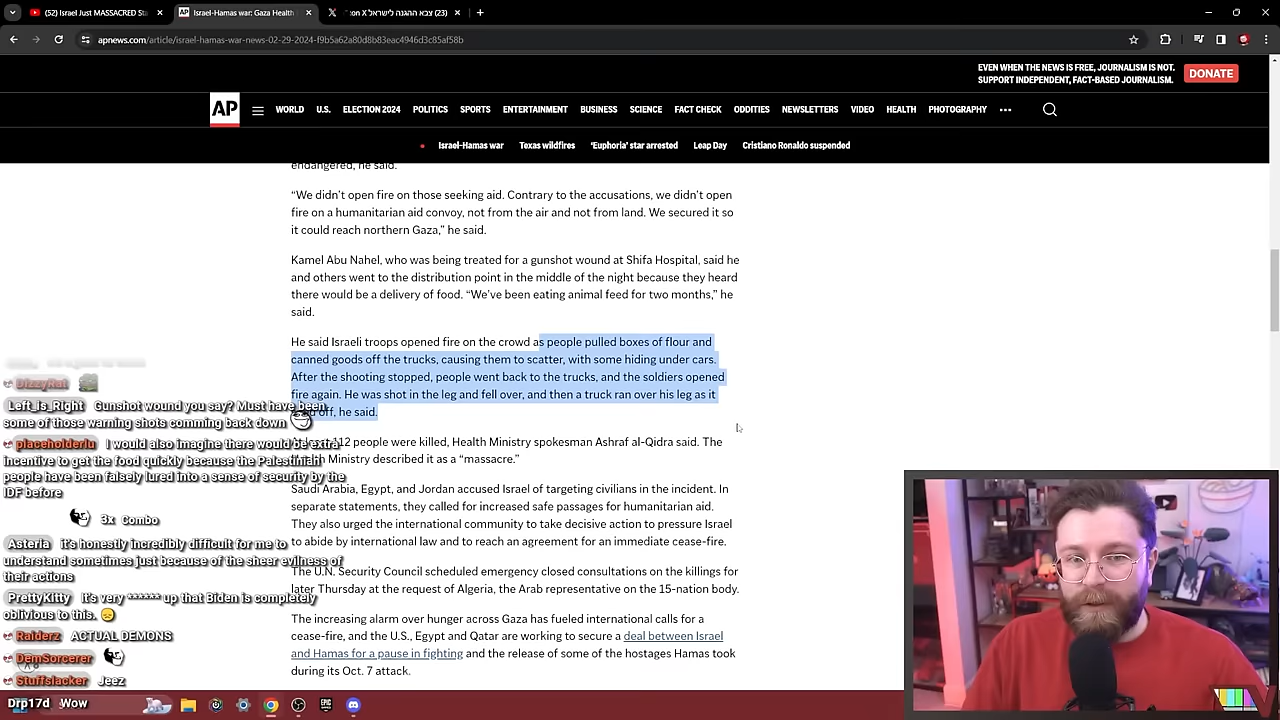 (52) Israel Just MASSACRED St
Israel-Hamas war: Gaza Health
(23) צבא ההגנה לישראל on X
apnews.com/article/israel-hamas-war-news-02-29-2024-f9b5a62a80d8b83eac4946d3c85af58b
EVEN WHEN THE NEWS IS FREE, JOURNALISM IS NOT.
SUPPORT INDEPENDENT, FACT-BASED JOURNALISM.
DONATE
AP
WORLD U.S. ELECTION 2024 POLITICS SPORTS ENTERTAINMENT BUSINESS SCIENCE FACT CHECK ODDITIES NEWSLETTERS VIDEO HEALTH PHOTOGRAPHY
Israel-Hamas war Texas wildfires 'Euphoria' star arrested Leap Day Cristiano Ronaldo suspended
endangered, he said.
“We didn’t open fire on those seeking aid. Contrary to the accusations, we didn’t open
fire on a humanitarian aid convoy, not from the air and not from land. We secured it so
it could reach northern Gaza,” he said.
Kamel Abu Nahel, who was being treated for a gunshot wound at Shifa Hospital, said he
and others went to the distribution point in the middle of the night because they heard
there would be a delivery of food. “We’ve been eating animal feed for two months,” he
said.
He said Israeli troops opened fire on the crowd as people pulled boxes of flour and
canned goods off the trucks, causing them to scatter, with some hiding under cars.
After the shooting stopped, people went back to the trucks, and the soldiers opened
fire again. He was shot in the leg and fell over, and then a truck ran over his leg as it
off, he said.
112 people were killed, Health Ministry spokesman Ashraf al-Qidra said. The
Ministry described it as a “massacre.”
Saudi Arabia, Egypt, and Jordan accused Israel of targeting civilians in the incident. In
separate statements, they called for increased safe passages for humanitarian aid.
They also urged the international community to take decisive action to pressure Israel
to abide by international law and to reach an agreement for an immediate cease-fire.
The U.N. Security Council scheduled emergency closed consultations on the killings for
later Thursday at the request of Algeria, the Arab representative on the 15-nation body.
The increasing alarm over hunger across Gaza has fueled international calls for a
cease-fire, and the U.S., Egypt and Qatar are working to secure a deal between Israel
and Hamas for a pause in fighting and the release of some of the hostages Hamas took
during its Oct. 7 attack.
DizzyRat
Left_Is_Right Gunshot wound you say? Must have been
some of those warning shots comming back down
placeholderlu I would also imagine there would be extra
incentive to get the food quickly because the Palestinian
people have been falsely lured into a sense of security by the
IDF before
3x Combo
Asteria it's honestly incredibly difficult for me to
understand sometimes just because of the sheer evilness of
their actions
PrettyKitty It's very ****** up that Biden is completely
oblivious to this.
Raiderz ACTUAL DEMONS
DemSorcerer
Stuffslacker Jeez
Drp17d Wow